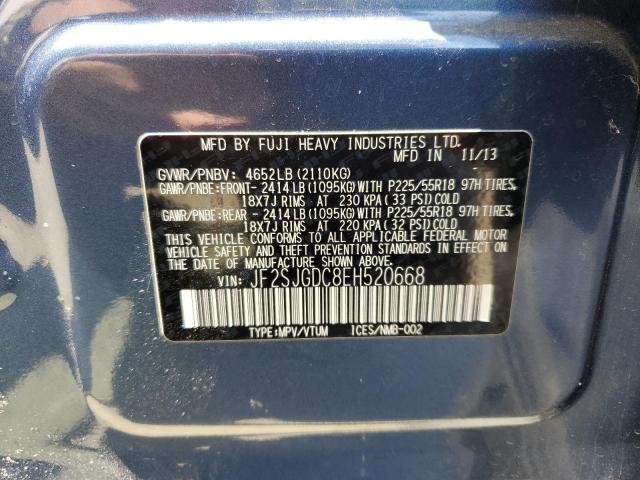 MFD BY FUJI HEAVY INDUSTRIES LTD.
MFD IN 11/13
GVWR/PNBV: 4652LB(2110KG)
GAWR/PNBE:FRONT-2414LB(1095KG)WITH P225/55R18 97H TIRES,
18X7J RIMS AT 230 KPA(33 PSI)COLD
GAWR/PNBE:REAR -2414LB(1095KG)WITH P225/55R18 97H TIRES,
18X7J RIMS AT 220 KPA(32 PSI)COLD
THIS VEHICLE CONFORMS TO ALL APPLICABLE FEDERAL MOTOR
VEHICLE SAFETY AND THEFT PREVENTION STANDARDS IN EFFECT ON
THE DATE OF MANUFACTURE SHOWN ABOVE.
VIN: JF2SJGDC8EH520668
TYPE:MPV/VTUM ICES/NMB-002